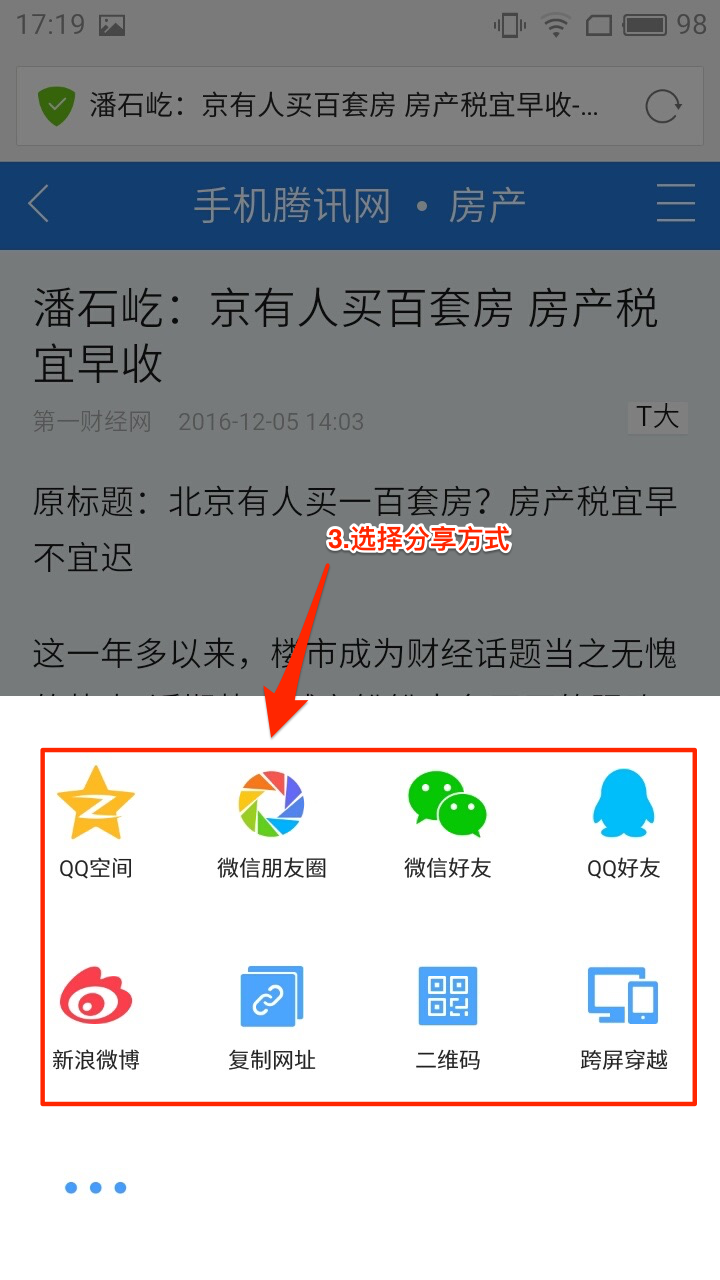 17:19 98
潘石屹：京有人买百套房 房产税宜早收-...
手机腾讯网 • 房产
潘石屹：京有人买百套房 房产税
宜早收
第一财经网 2016-12-05 14:03 T大
原标题：北京有人买一百套房？房产税宜早
不宜迟
3.选择分享方式
这一年多以来，楼市成为财经话题当之无愧
QQ空间 微信朋友圈 微信好友 QQ好友
新浪微博 复制网址 二维码 跨屏穿越